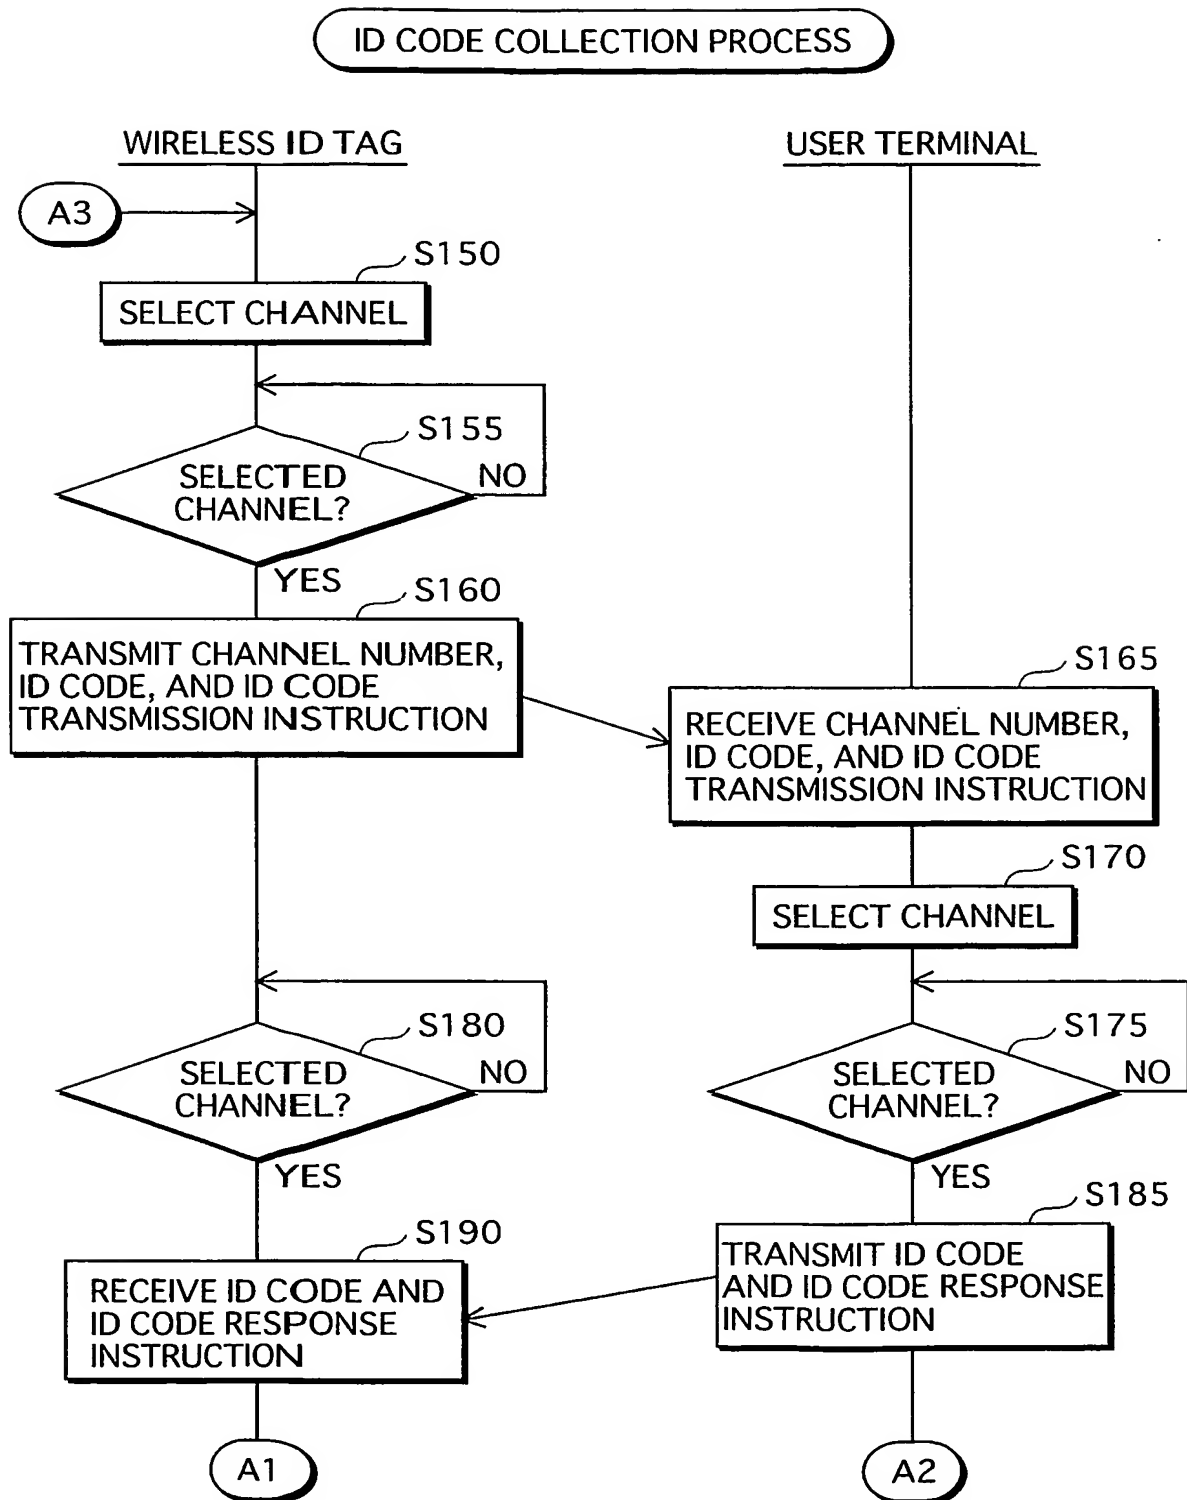 ID CODE COLLECTION PROCESS
WIRELESS ID TAG
USER TERMINAL
A3
S150
SELECT CHANNEL
S155
SELECTED
CHANNEL?
NO
YES
S160
TRANSMIT CHANNEL NUMBER,
ID CODE, AND ID CODE
TRANSMISSION INSTRUCTION
S165
RECEIVE CHANNEL NUMBER,
ID CODE, AND ID CODE
TRANSMISSION INSTRUCTION
S170
SELECT CHANNEL
S180
SELECTED
CHANNEL?
NO
YES
S175
SELECTED
CHANNEL?
NO
YES
S185
TRANSMIT ID CODE
AND ID CODE RESPONSE
INSTRUCTION
S190
RECEIVE ID CODE AND
ID CODE RESPONSE
INSTRUCTION
A1
A2